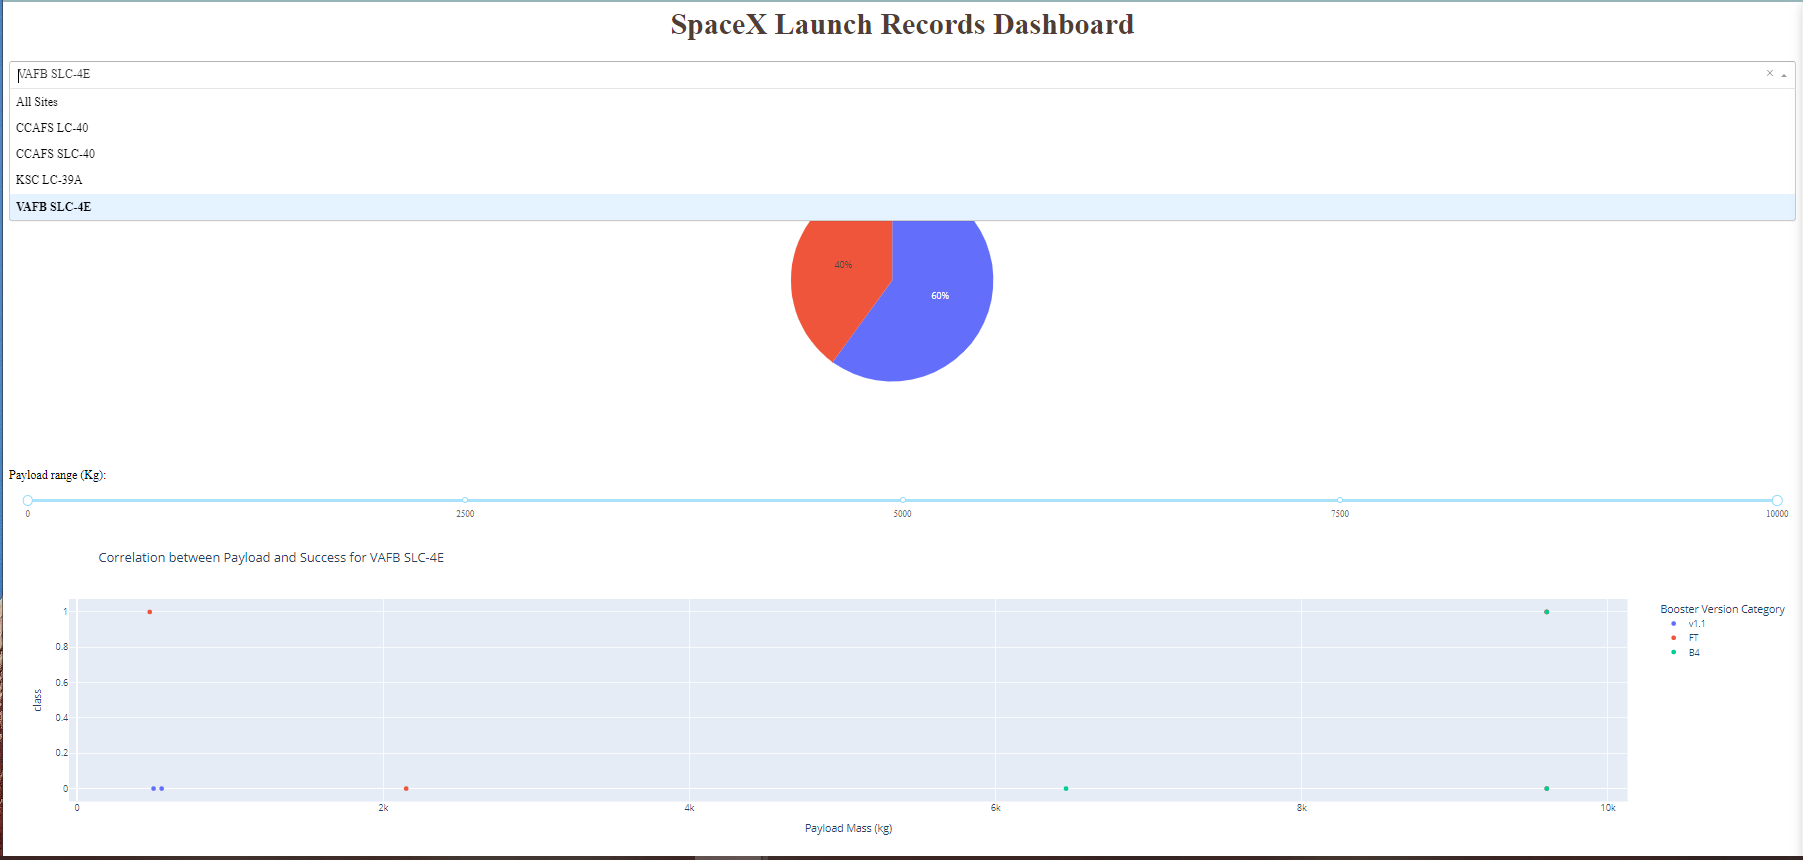 SpaceX Launch Records Dashboard
VAFB SLC-4E
All Sites
CCAFS LC-40
CCAFS SLC-40
KSC LC-39A
VAFB SLC-4E
40%
60%
Payload range (Kg):
0 2500 5000 7500 10000
Correlation between Payload and Success for VAFB SLC-4E
Booster Version Category
v1.1
FT
B4
class
1
0.8
0.6
0.4
0.2
0
0 2k 4k 6k 8k 10k
Payload Mass (kg)